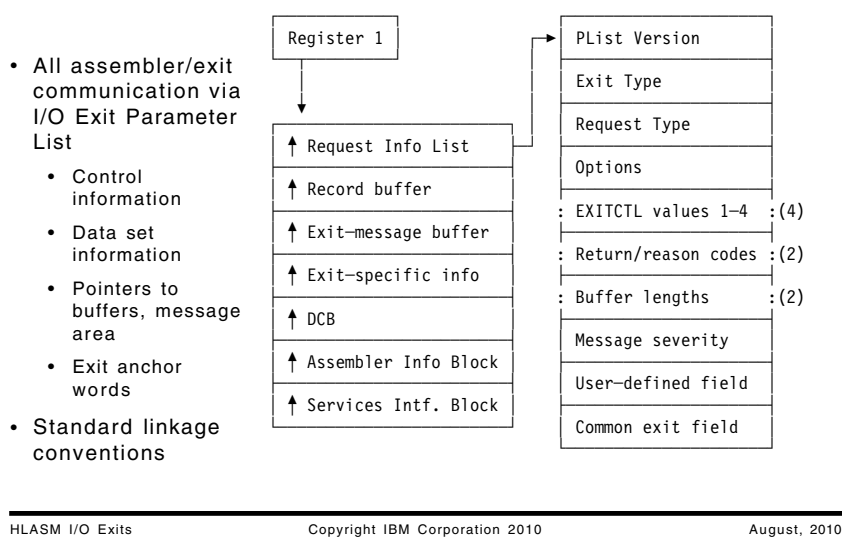 • All assembler/exit
communication via
I/O Exit Parameter
List
• Control
information
• Data set
information
• Pointers to
buffers, message
area
• Exit anchor
words
• Standard linkage
conventions
Register 1
↑ Request Info List
↑ Record buffer
↑ Exit–message buffer
↑ Exit–specific info
↑ DCB
↑ Assembler Info Block
↑ Services Intf. Block
PList Version
Exit Type
Request Type
Options
: EXITCTL values 1–4 :(4)
: Return/reason codes :(2)
: Buffer lengths :(2)
Message severity
User–defined field
Common exit field
HLASM I/O Exits Copyright IBM Corporation 2010 August, 2010